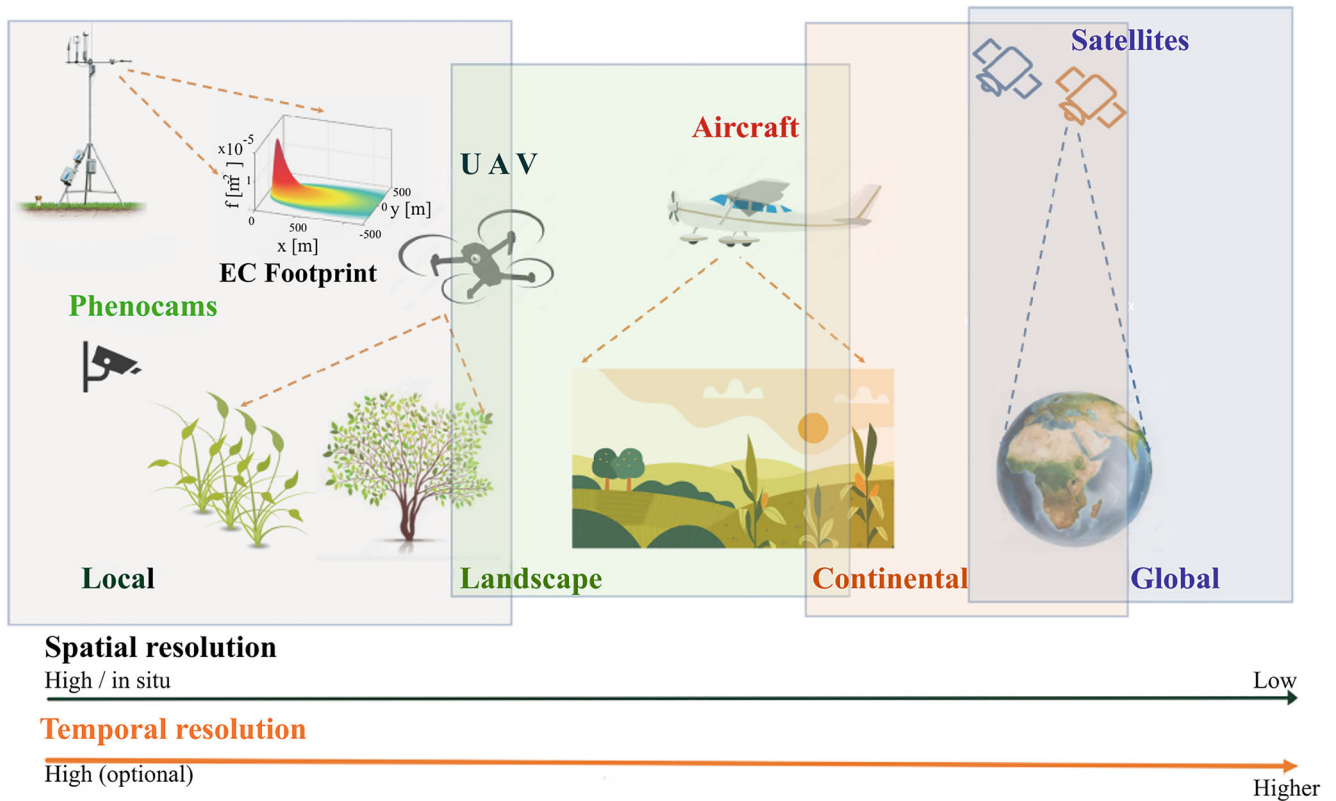 Satellites
Aircraft
U A V
x10
-5
1
f [m
-2
]
0
500
x [m]
500
0
-500
y [m]
EC Footprint
Phenocams
Local
Landscape
Continental
Global
Spatial resolution
High / in situ
Low
Temporal resolution
High (optional)
Higher